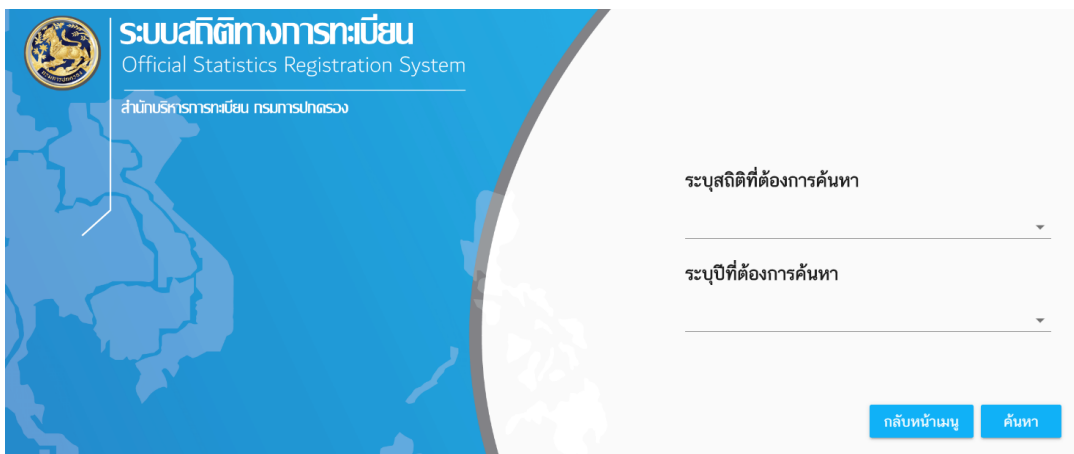 ระบบสถิติทางการทะเบียน
Official Statistics Registration System
สำนักบริหารการทะเบียน กรมการปกครอง
ระบุสถิติที่ต้องการค้นหา
ระบุปีที่ต้องการค้นหา
กลับหน้าเมนู
ค้นหา